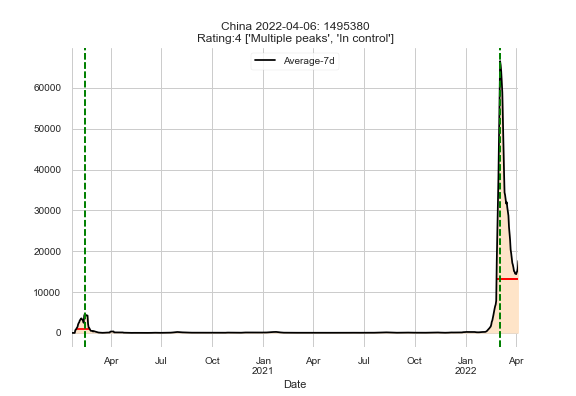 China 2022-04-06: 1495380
Rating:4 ['Multiple peaks', 'In control']
Average-7d
60000
50000
40000
30000
20000
10000
0
Apr Jul Oct Jan Apr Jul Oct Jan Apr
2021 2022
Date